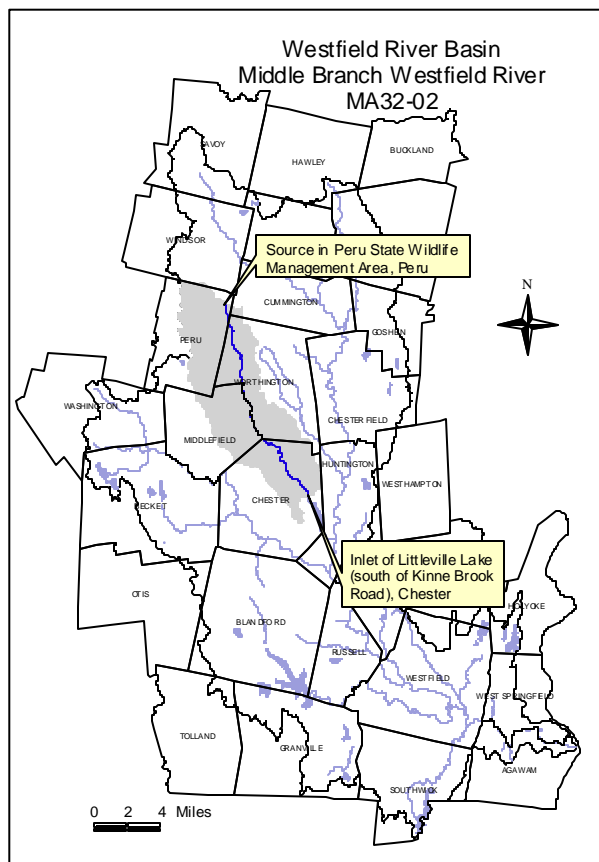 Westfield River Basin
Middle Branch Westfield River
MA32-02
SAVOY
HAWLEY
BUCKLAND
WINDSOR
Source in Peru State Wildlife
Management Area, Peru
N
CUMMINGTON
GOSHEN
PERU
WORTHINGTON
WASHINGTON
CHESTERFIELD
MIDDLEFIELD
HUNTINGTON
WESTHAMPTON
CHESTER
BECKET
Inlet of Littleville Lake
(south of Kinne Brook
Road), Chester
OTIS
HOLYOKE
BLANDFORD
RUSSELL
WESTFIELD
WEST SPRINGFIELD
TOLLAND
GRANVILLE
AGAWAM
SOUTHWICK
0 2 4 Miles